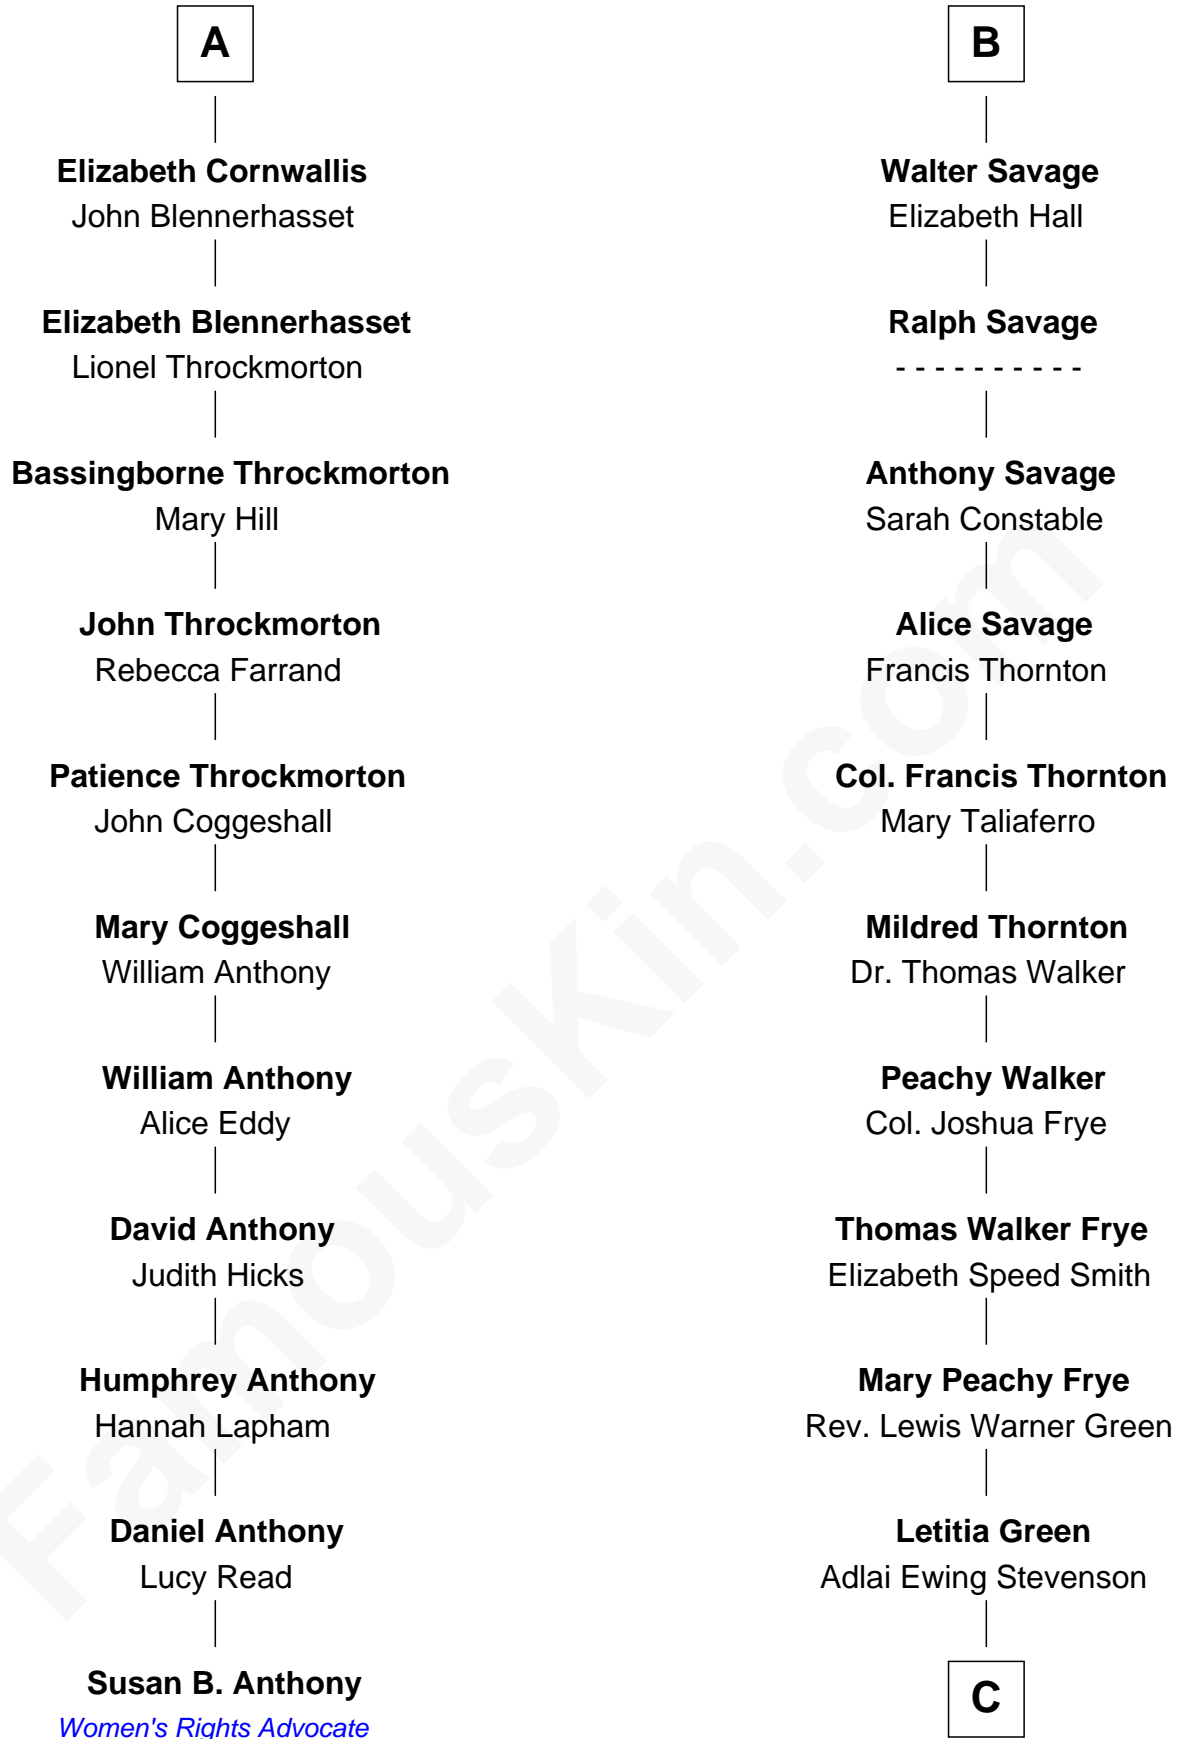 A
Elizabeth Cornwallis
John Blennerhasset
Elizabeth Blennerhasset
Lionel Throckmorton
Bassingborne Throckmorton
Mary Hill
John Throckmorton
Rebecca Farrand
Patience Throckmorton
John Coggeshall
Mary Coggeshall
William Anthony
William Anthony
Alice Eddy
David Anthony
Judith Hicks
Humphrey Anthony
Hannah Lapham
Daniel Anthony
Lucy Read
Susan B. Anthony
Women's Rights Advocate
B
Walter Savage
Elizabeth Hall
Ralph Savage
- - - - - - - - - -
Anthony Savage
Sarah Constable
Alice Savage
Francis Thornton
Col. Francis Thornton
Mary Taliaferro
Mildred Thornton
Dr. Thomas Walker
Peachy Walker
Col. Joshua Frye
Thomas Walker Frye
Elizabeth Speed Smith
Mary Peachy Frye
Rev. Lewis Warner Green
Letitia Green
Adlai Ewing Stevenson
C
FamousKin.com